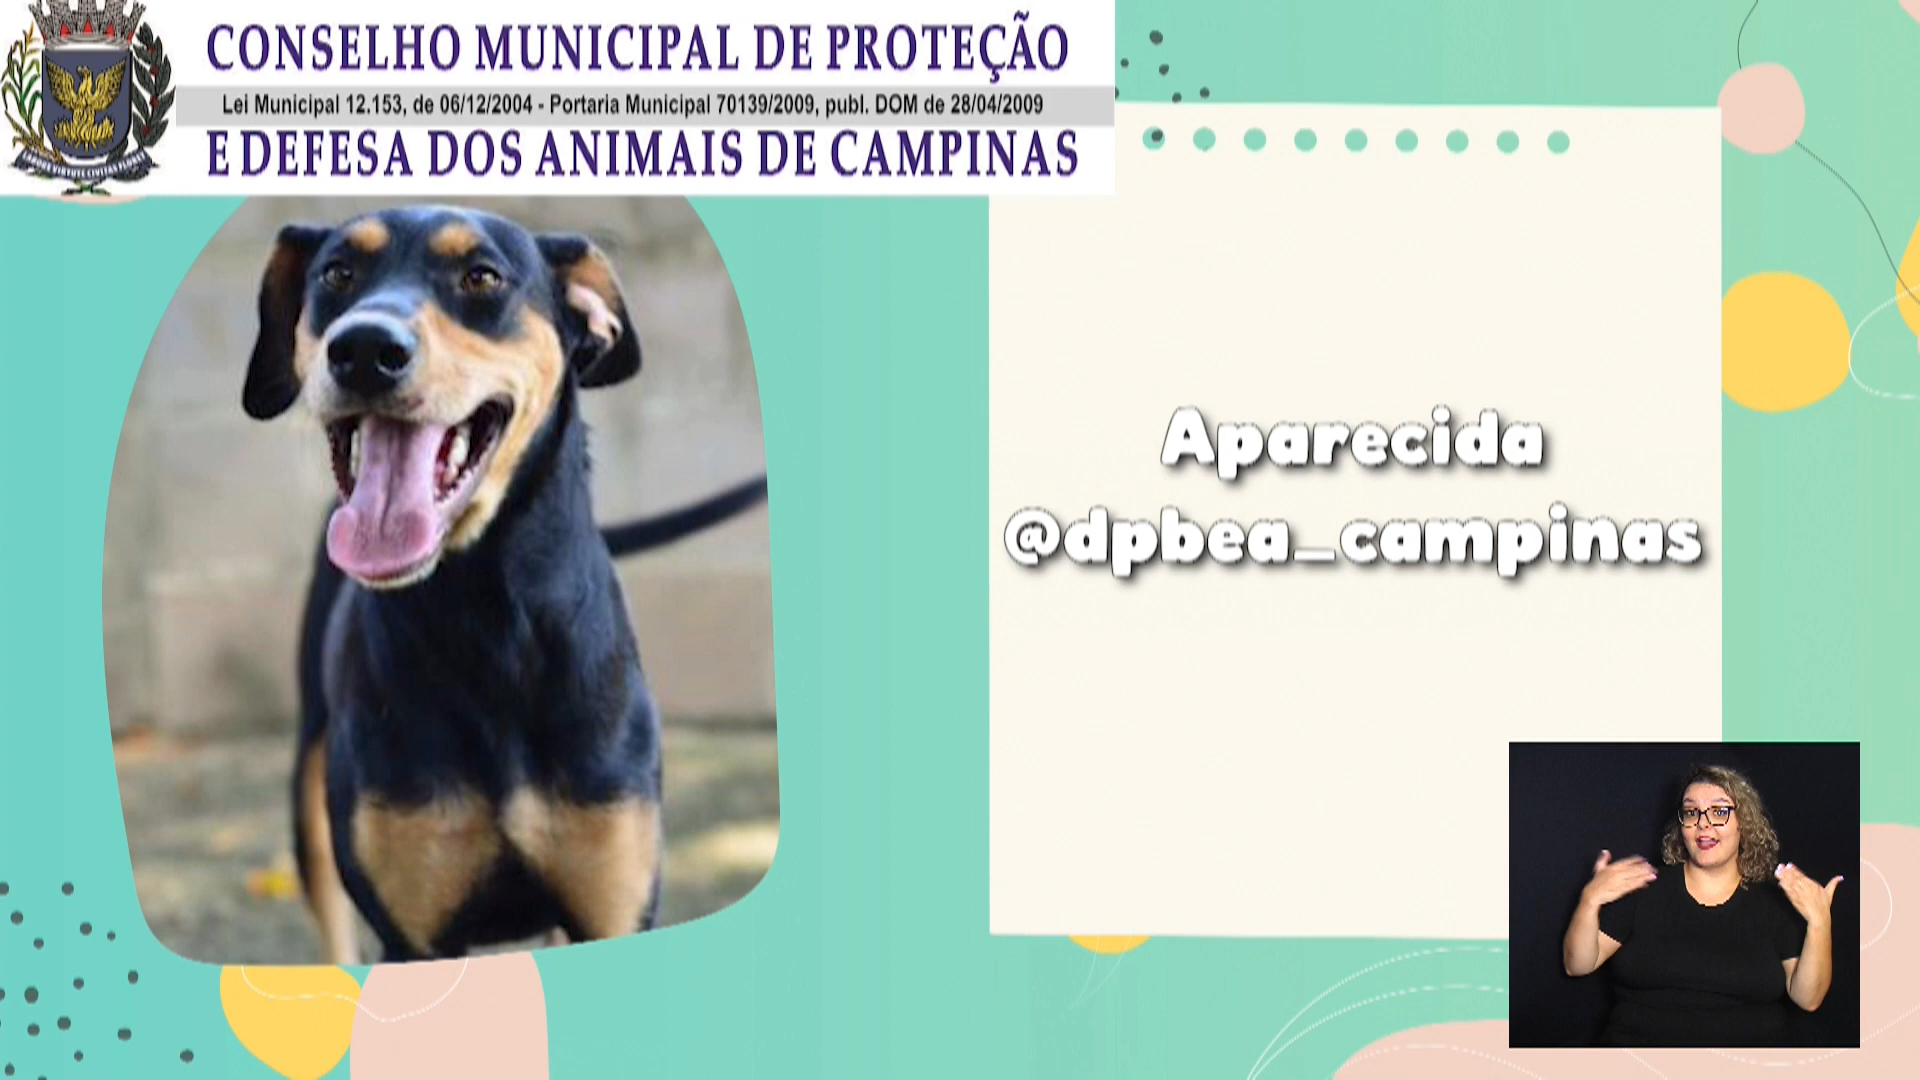 CONSELHO MUNICIPAL DE PROTEÇÃO
Lei Municipal 12.153, de 06/12/2004 - Portaria Municipal 70139/2009, publ. DOM de 28/04/2009
E DEFESA DOS ANIMAIS DE CAMPINAS
Aparecida
@dpbea_campinas